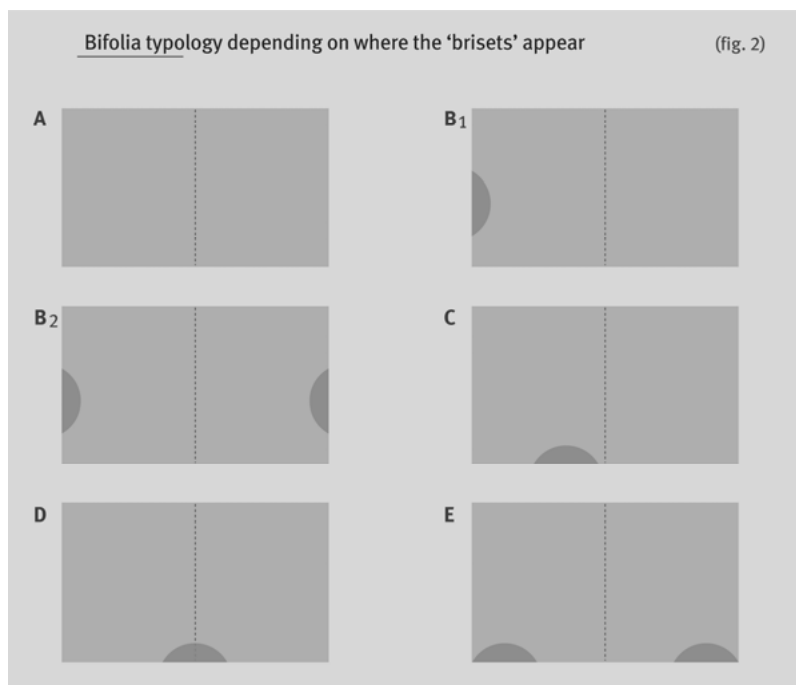 Bifolia typology depending on where the ‘brisets’ appear (fig. 2)
A B1
B2 C
D E